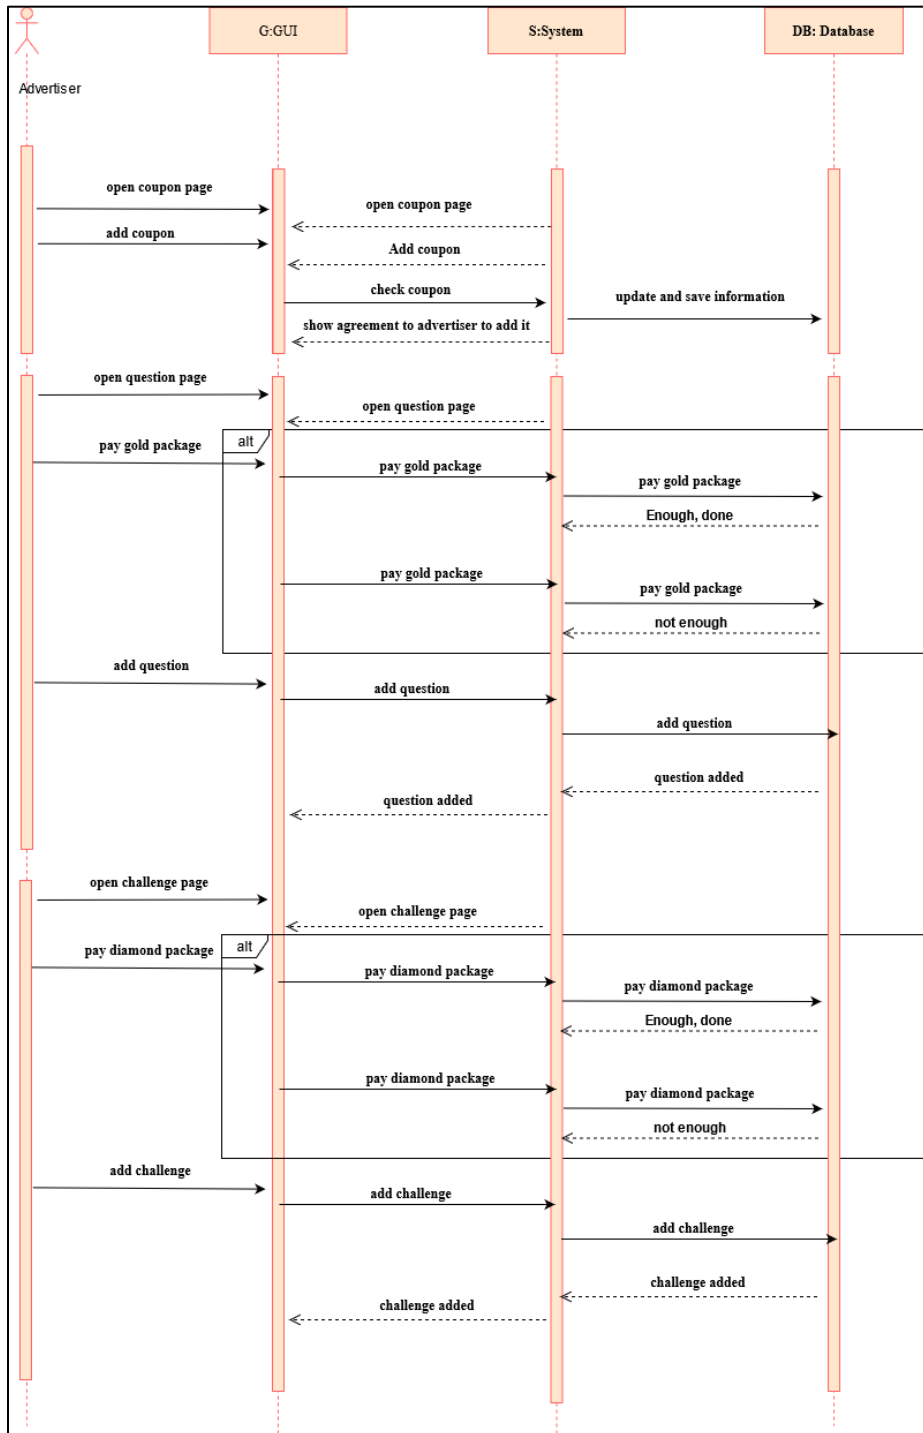 G:GUI
S:System
DB: Database
Advertiser
open coupon page
open coupon page
add coupon
Add coupon
check coupon
update and save information
show agreement to advertiser to add it
open question page
open question page
alt
pay gold package
pay gold package
pay gold package
Enough, done
pay gold package
pay gold package
not enough
add question
add question
add question
question added
question added
open challenge page
open challenge page
alt
pay diamond package
pay diamond package
pay diamond package
Enough, done
pay diamond package
pay diamond package
not enough
add challenge
add challenge
add challenge
challenge added
challenge added